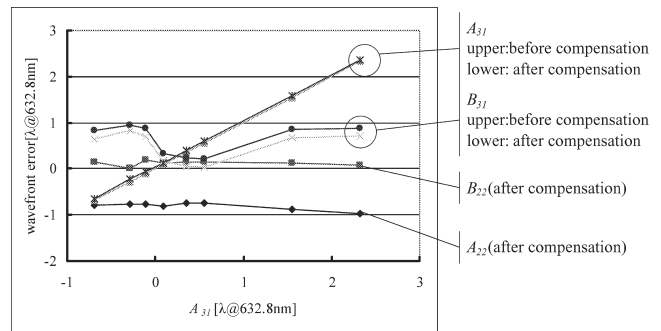 3
2
1
0
-1
-2
wavefront error[λ@632.8nm]
-1 0 1 2 3
A31 [λ@632.8nm]
A31
upper:before compensation
lower: after compensation
B31
upper:before compensation
lower: after compensation
B22(after compensation)
A22(after compensation)